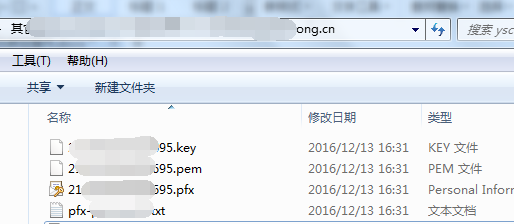 其它 ong.cn 搜索 ysc
工具(T) 帮助(H)
共享 新建文件夹
名称 修改日期 类型
695.key 2016/12/13 16:31 KEY 文件
2 695.pem 2016/12/13 16:31 PEM 文件
21 695.pfx 2016/12/13 16:31 Personal Inform
pfx- txt 2016/12/13 16:31 文本文档